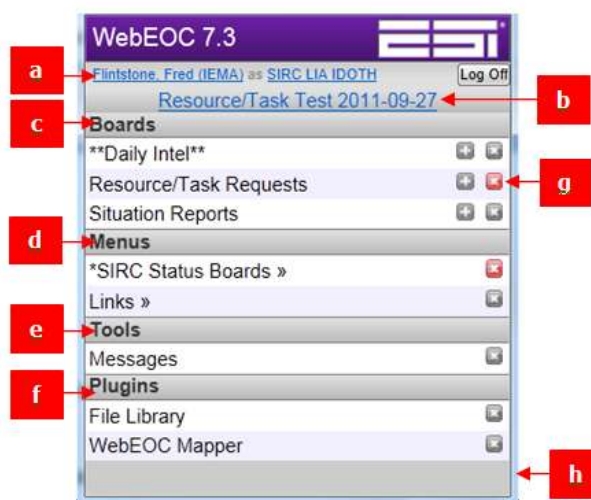 WebEOC 7.3
ESi
a
Flintstone, Fred (IEMA) as SIRC LIA IDOTH Log Off
Resource/Task Test 2011-09-27
b
c
Boards
**Daily Intel**
Resource/Task Requests
g
Situation Reports
d
Menus
*SIRC Status Boards »
Links »
e
Tools
Messages
f
Plugins
File Library
WebEOC Mapper
h